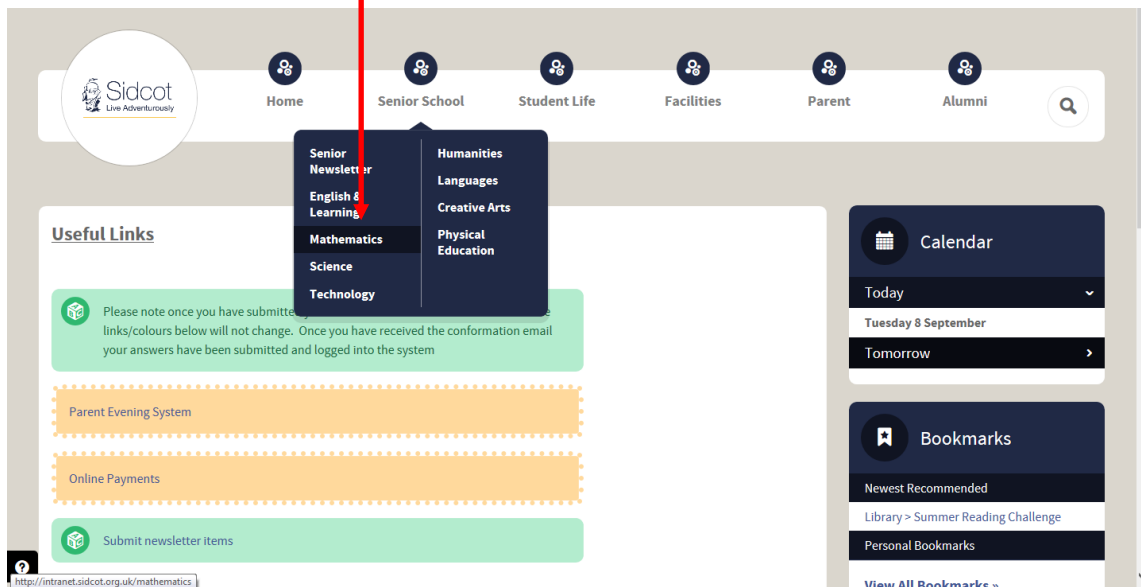 Sidcot
Live Adventurously
Home
Senior School
Student Life
Facilities
Parent
Alumni
Senior
Newsletter
English &
Learning
Mathematics
Science
Technology
Humanities
Languages
Creative Arts
Physical
Education
Useful Links
Please note once you have submitte
links/colours below will not change. Once you have received the conformation email
your answers have been submitted and logged into the system
Parent Evening System
Online Payments
Submit newsletter items
Calendar
Today
Tuesday 8 September
Tomorrow
Bookmarks
Newest Recommended
Library > Summer Reading Challenge
Personal Bookmarks
View All Bookmarks »
?
http://intranet.sidcot.org.uk/mathematics